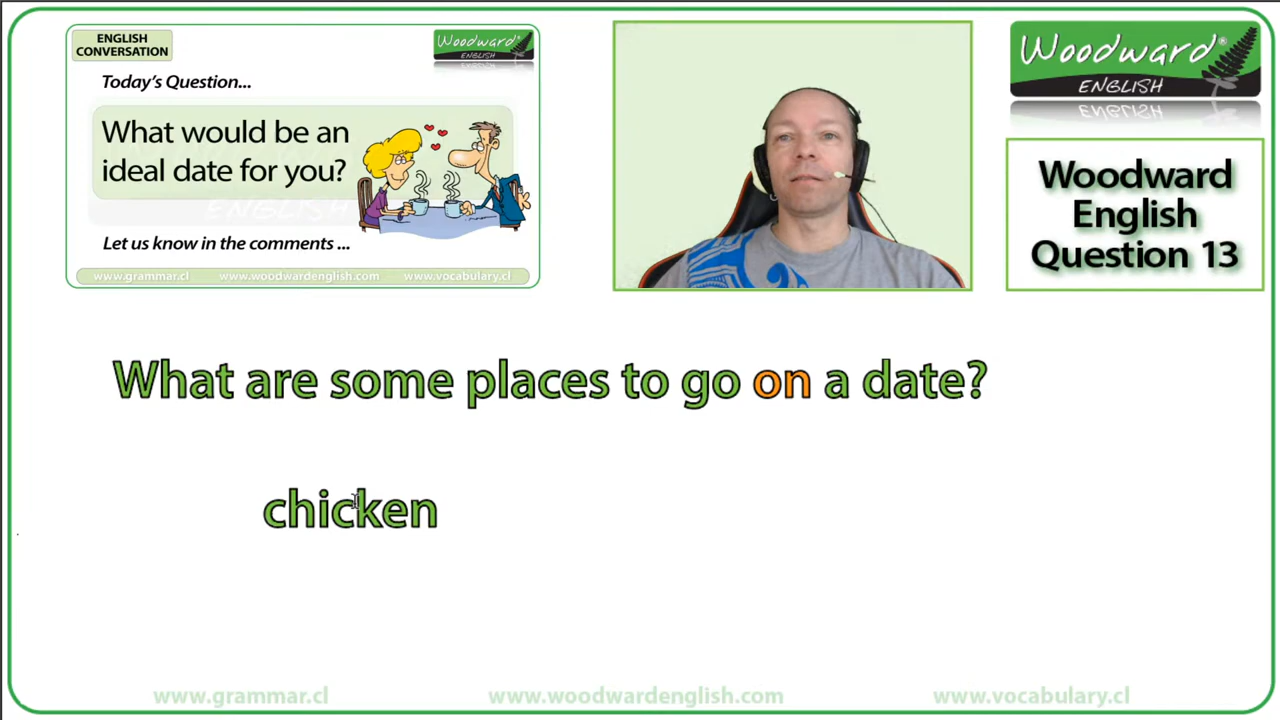 ENGLISH
CONVERSATION
Woodward
ENGLISH
Today's Question...
What would be an
ideal date for you?
Let us know in the comments ...
www.grammar.cl www.woodwardenglish.com www.vocabulary.cl
Woodward®
ENGLISH
Woodward
English
Question 13
What are some places to go on a date?
chicken
www.grammar.cl www.woodwardenglish.com www.vocabulary.cl